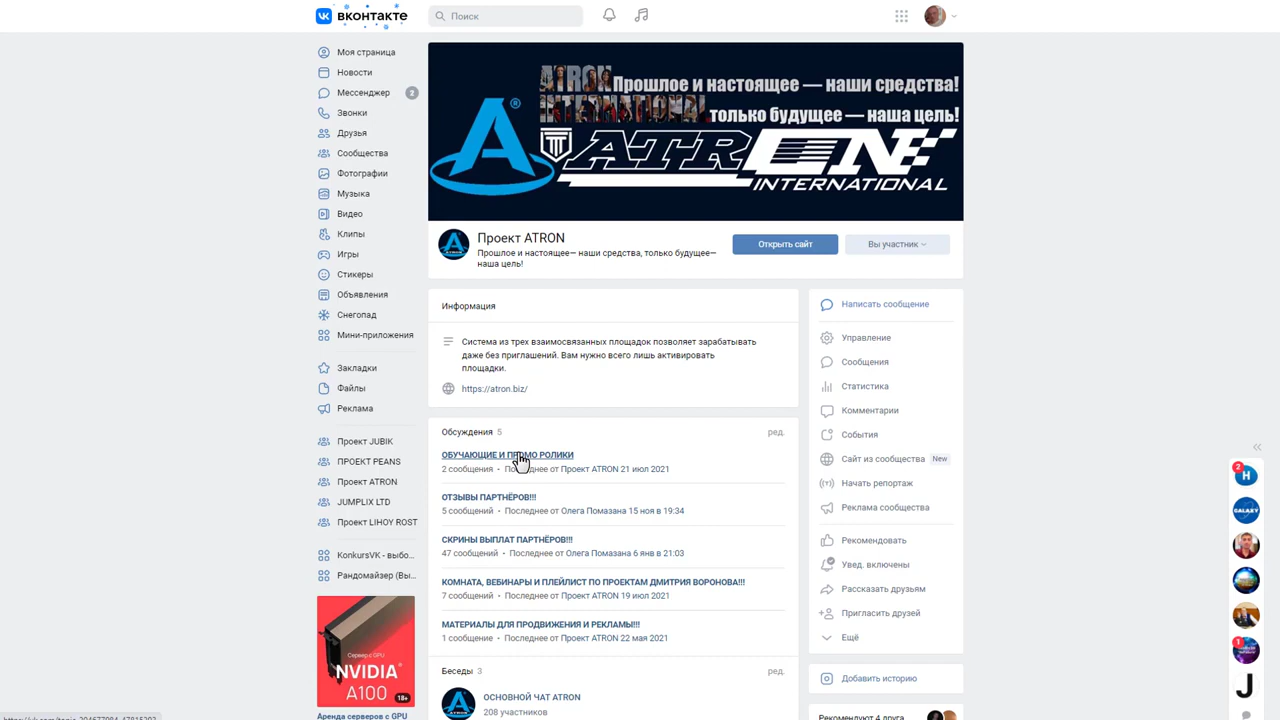 вконтакте
Поиск
Моя страница
Новости
Мессенджер 2
Звонки
Друзья
Сообщества
Фотографии
Музыка
Видео
Клипы
Игры
Стикеры
Объявления
Снегопад
Мини-приложения
Закладки
Файлы
Реклама
Проект JUBIK
ПРОЕКТ PEANS
Проект ATRON
JUMPLIX LTD
Проект LIHOY ROST
KonkursVK - выбо...
Рандомайзер (Вы...
Сервер с GPU
NVIDIA
A100
18+
Аренда серверов с GPU
ATRON Прошлое и настоящее — наши средства!
INTERNATIONAL только будущее — наша цель!
ATRON
INTERNATIONAL
Проект ATRON
Прошлое и настоящее— наши средства, только будущее—
наша цель!
Открыть сайт
Вы участник
Информация
Система из трех взаимосвязанных площадок позволяет зарабатывать
даже без приглашений. Вам нужно всего лишь активировать
площадки.
https://atron.biz/
Обсуждения 5
ред.
ОБУЧАЮЩИЕ И ПРОМО РОЛИКИ
2 сообщения • Последнее от Проект ATRON 21 июл 2021
ОТЗЫВЫ ПАРТНЁРОВ!!!
5 сообщений • Последнее от Олега Помазана 15 ноя в 19:34
СКРИНЫ ВЫПЛАТ ПАРТНЁРОВ!!!
47 сообщений • Последнее от Олега Помазана 6 янв в 21:03
КОМНАТА, ВЕБИНАРЫ И ПЛЕЙЛИСТ ПО ПРОЕКТАМ ДМИТРИЯ ВОРОНОВА!!!
7 сообщений • Последнее от Проект ATRON 19 июл 2021
МАТЕРИАЛЫ ДЛЯ ПРОДВИЖЕНИЯ И РЕКЛАМЫ!!!
1 сообщение • Последнее от Проект ATRON 22 мая 2021
Беседы 3
ред.
ОСНОВНОЙ ЧАТ ATRON
208 участников
Написать сообщение
Управление
Сообщения
Статистика
Комментарии
События
Сайт из сообщества New
Начать репортаж
Реклама сообщества
Рекомендовать
Увед. включены
Рассказать друзьям
Пригласить друзей
Ещё
Добавить историю
Рекомендуют 4 друга
2
H
GALAXY
1
J